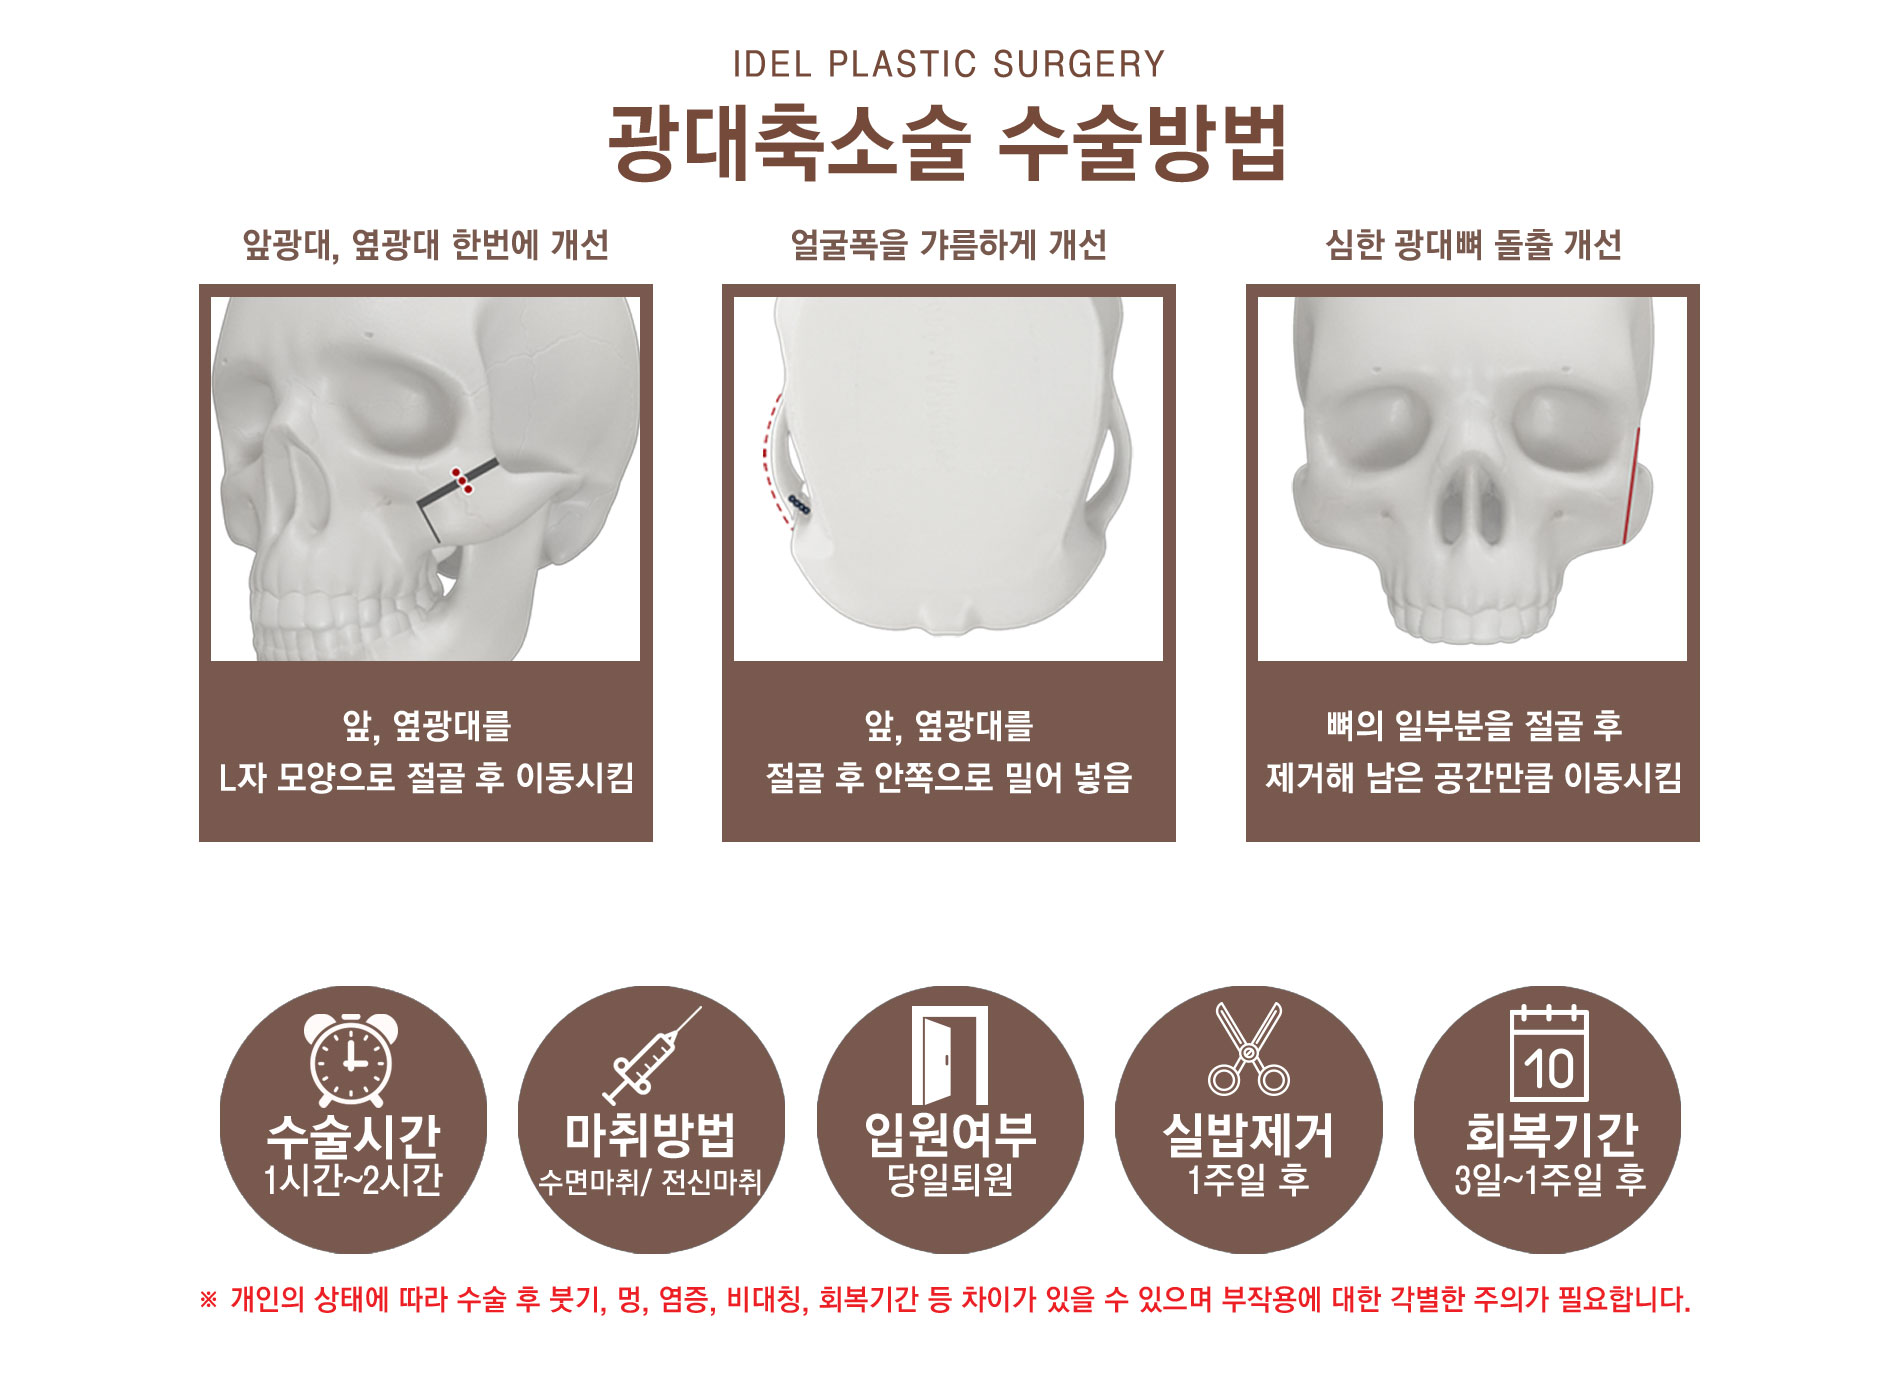 IDEL PLASTIC SURGERY
광대축소술 수술방법
앞광대, 옆광대 한번에 개선
앞, 옆광대를
L자 모양으로 절골 후 이동시킴
얼굴폭을 갸름하게 개선
앞, 옆광대를
절골 후 안쪽으로 밀어 넣음
심한 광대뼈 돌출 개선
뼈의 일부분을 절골 후
제거해 남은 공간만큼 이동시킴
수술시간
1시간~2시간
마취방법
수면마취/ 전신마취
입원여부
당일퇴원
실밥제거
1주일 후
10
회복기간
3일~1주일 후
※ 개인의 상태에 따라 수술 후 붓기, 멍, 염증, 비대칭, 회복기간 등 차이가 있을 수 있으며 부작용에 대한 각별한 주의가 필요합니다.